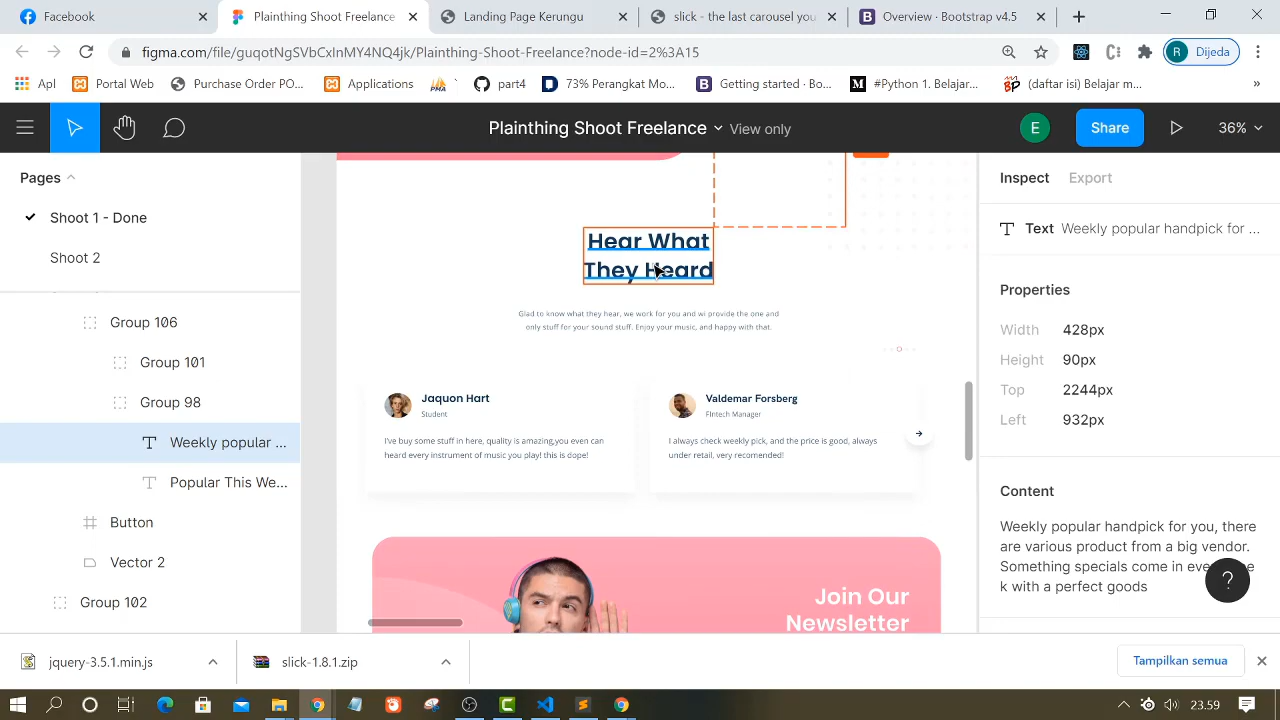 Facebook
Plainthing Shoot Freelance
Landing Page Kerungu
slick - the last carousel you
Overview · Bootstrap v4.5
figma.com/file/guqotNgSVbCxInMY4NQ4jk/Plainthing-Shoot-Freelance?node-id=2%3A15
R Dijeda
Apl
Portal Web
Purchase Order PO...
Applications
part4
73% Perangkat Mo...
Getting started · Bo...
#Python 1. Belajar...
(daftar isi) Belajar m...
»
Plainthing Shoot Freelance
View only
E
Share
36%
Pages
Shoot 1 - Done
Shoot 2
Group 106
Group 101
Group 98
Weekly popular ...
Popular This We...
Button
Vector 2
Group 102
Hear What
They Heard
Glad to know what they hear, we work for you and wi provide the one and
only stuff for your sound stuff. Enjoy your music, and happy with that.
Jaquon Hart
Student
I've buy some stuff in here, quality is amazing,you even can
heard every instrument of music you play! this is dope!
Valdemar Forsberg
FIntech Manager
I always check weekly pick, and the price is good, always
under retail, very recomended!
Join Our
Newsletter
Inspect
Export
Text
Weekly popular handpick for ...
Properties
Width 428px
Height 90px
Top 2244px
Left 932px
Content
Weekly popular handpick for you, there
are various product from a big vendor.
Something specials come in
k with a perfect goods
?
jquery-3.5.1.min.js
slick-1.8.1.zip
Tampilkan semua
23.59